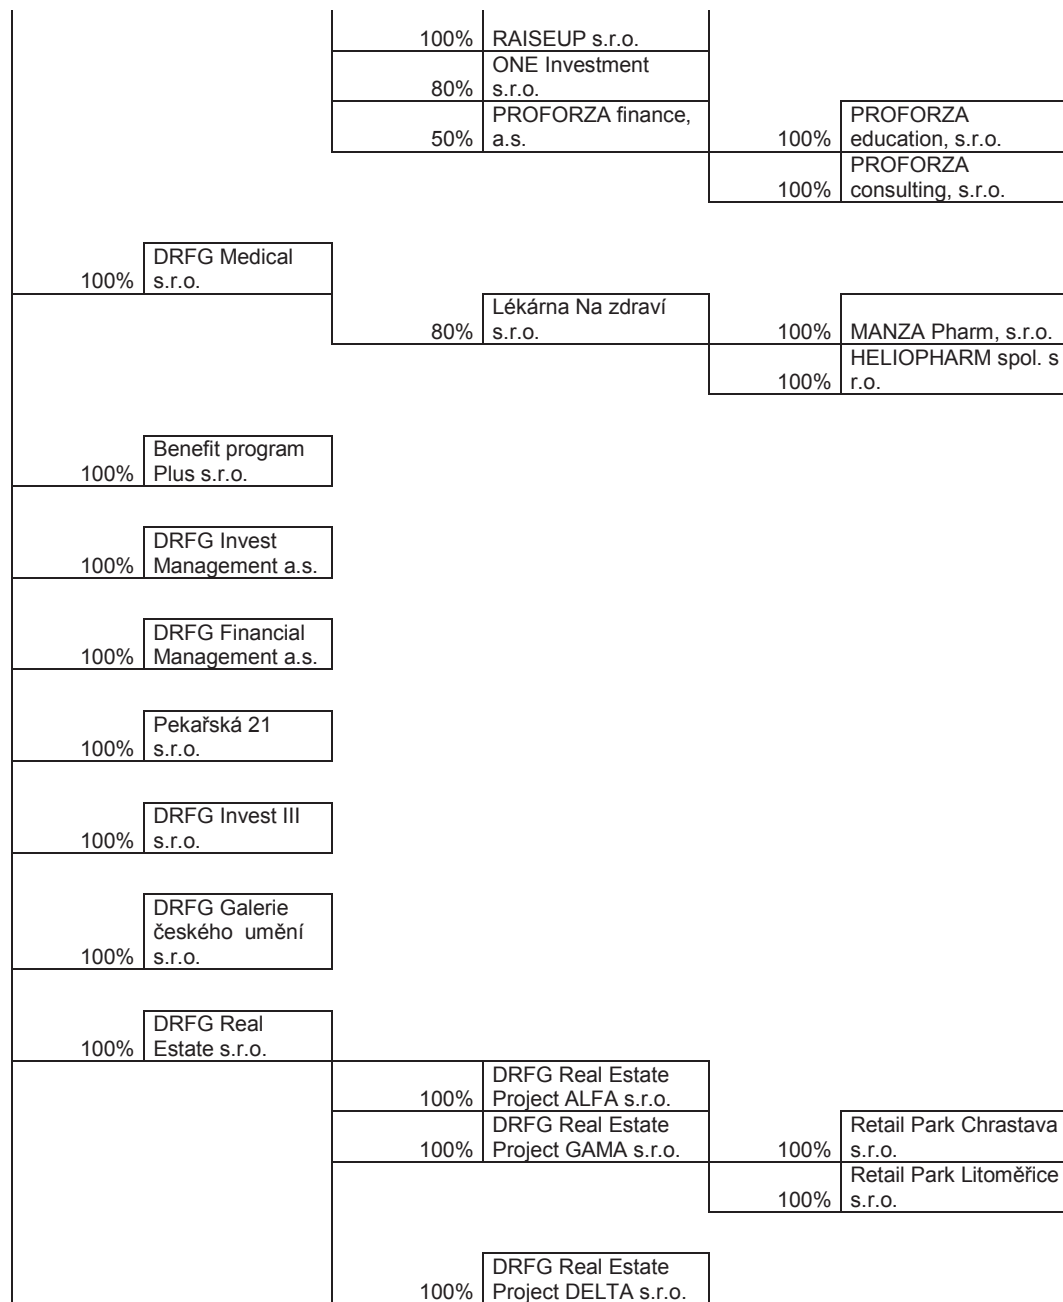 100% RAISEUP s.r.o.
ONE Investment
80% s.r.o.
PROFORZA finance,
50% a.s.
PROFORZA
100% education, s.r.o.
PROFORZA
100% consulting, s.r.o.
DRFG Medical
100% s.r.o.
Lékárna Na zdraví
80% s.r.o.
100% MANZA Pharm, s.r.o.
HELIOPHARM spol. s
100% r.o.
Benefit program
100% Plus s.r.o.
DRFG Invest
100% Management a.s.
DRFG Financial
100% Management a.s.
Pekařská 21
100% s.r.o.
DRFG Invest III
100% s.r.o.
DRFG Galerie
českého umění
100% s.r.o.
DRFG Real
100% Estate s.r.o.
DRFG Real Estate
100% Project ALFA s.r.o.
DRFG Real Estate
100% Project GAMA s.r.o.
Retail Park Chrastava
100% s.r.o.
Retail Park Litoměřice
100% s.r.o.
DRFG Real Estate
100% Project DELTA s.r.o.